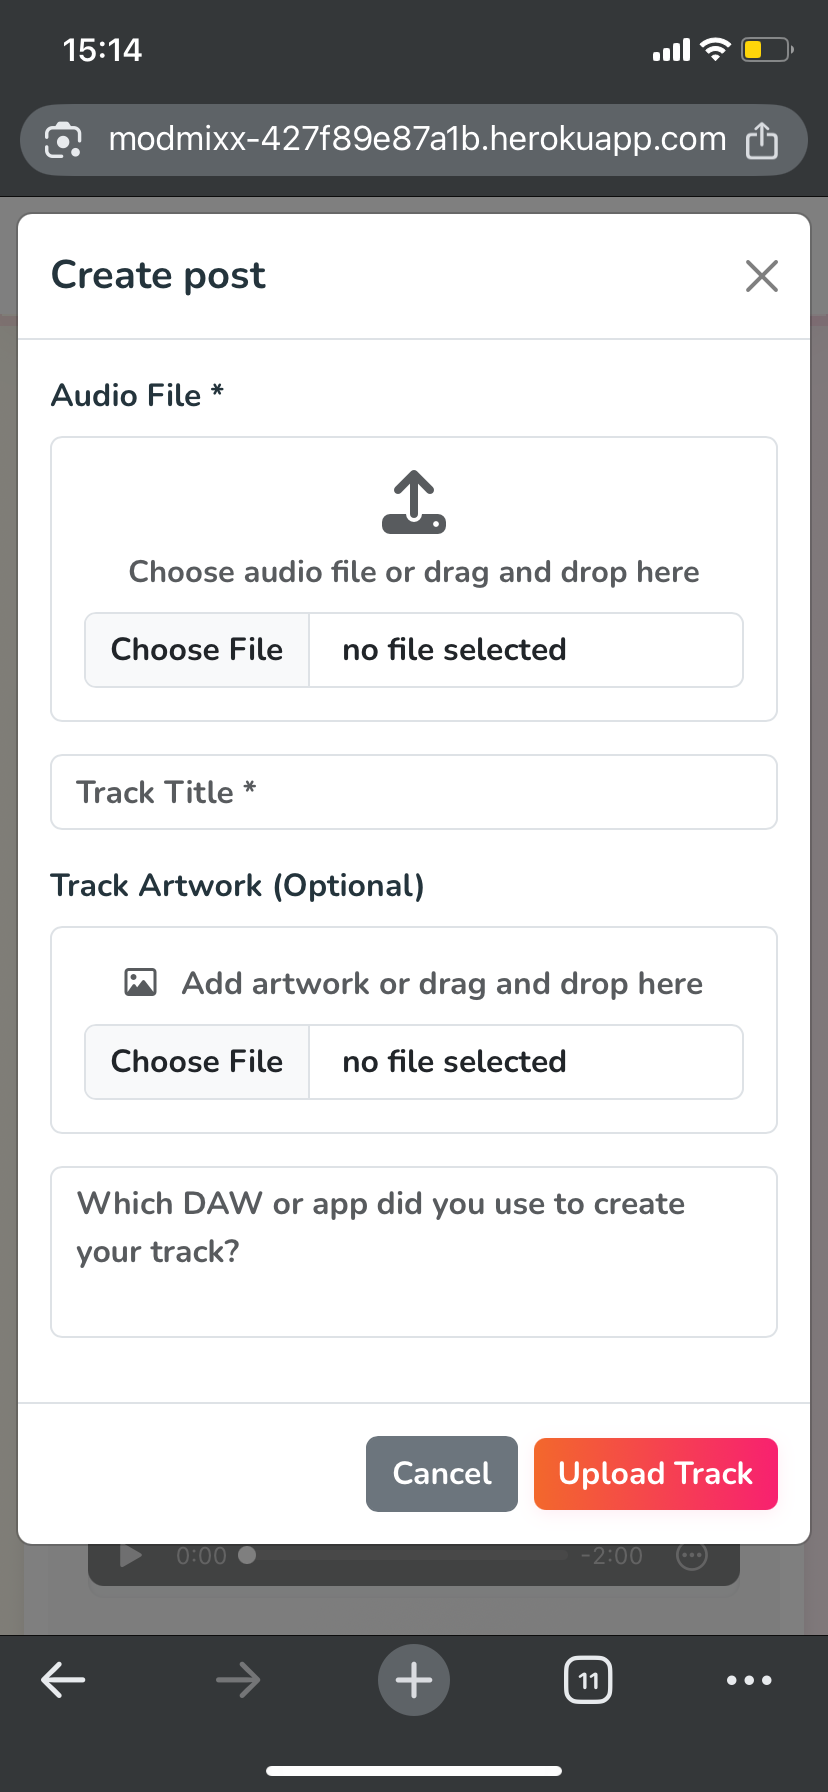 15:14
modmixx-427f89e87a1b.herokuapp.com
Create post
Audio File *
Choose audio file or drag and drop here
Choose File no file selected
Track Title *
Track Artwork (Optional)
Add artwork or drag and drop here
Choose File no file selected
Which DAW or app did you use to create
your track?
Cancel Upload Track
0:00 -2:00
11